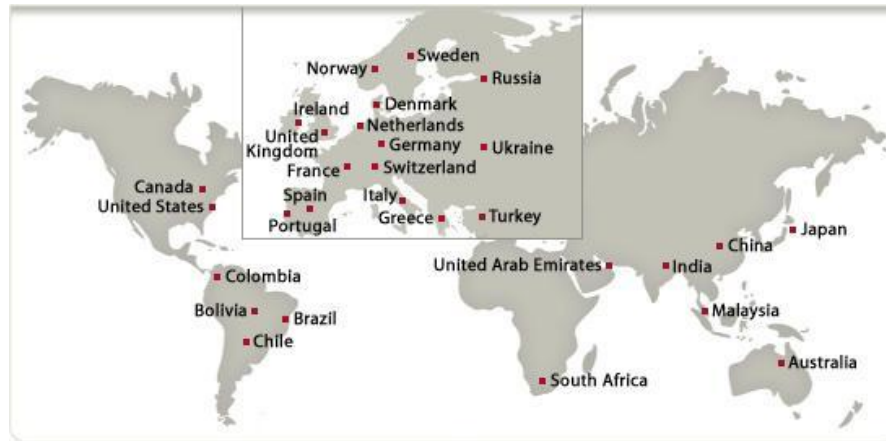 Sweden
Norway
Russia
Ireland
Denmark
Netherlands
United
Kingdom
Germany
Ukraine
France
Switzerland
Canada
Spain
Italy
United States
Portugal
Greece
Turkey
Japan
China
United Arab Emirates
India
Colombia
Bolivia
Brazil
Malaysia
Chile
Australia
South Africa